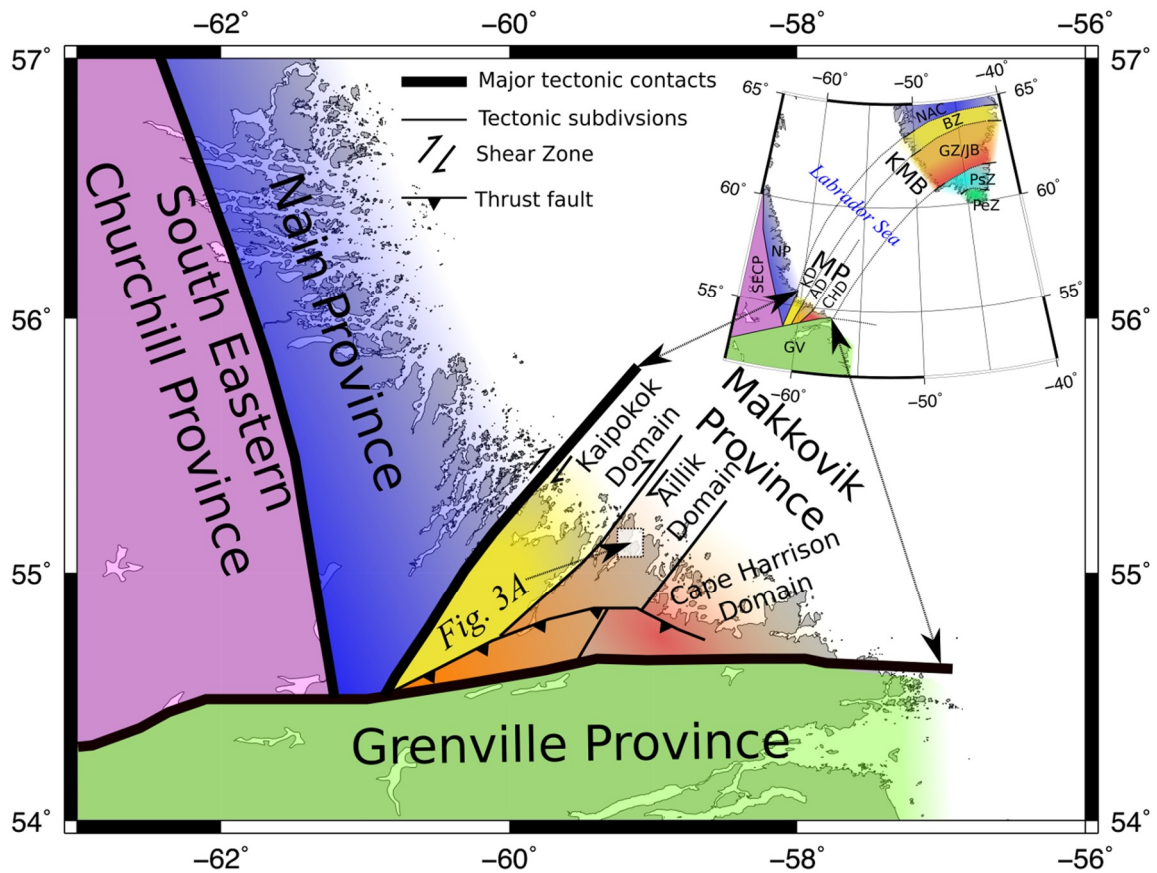 −62° −60° −58° −56°
57° 57°
Major tectonic contacts
Tectonic subdivsions
Shear Zone
Thrust fault
−60° −50° −40°
65° 65°
NAC
BZ
GZ/JB
KMB
PsZ
PeZ
Labrador Sea
60° 60°
NP
SECP
MP
KD
AD
CHD
55° 55°
GV
−60° −50° −40°
South Eastern
Churchill Province
Nain Province
56° 56°
Kaipokok
Domain
Aillik
Domain
Makkovik
Province
Cape Harrison
Domain
Fig. 3A
55° 55°
Grenville Province
54° 54°
−62° −60° −58° −56°